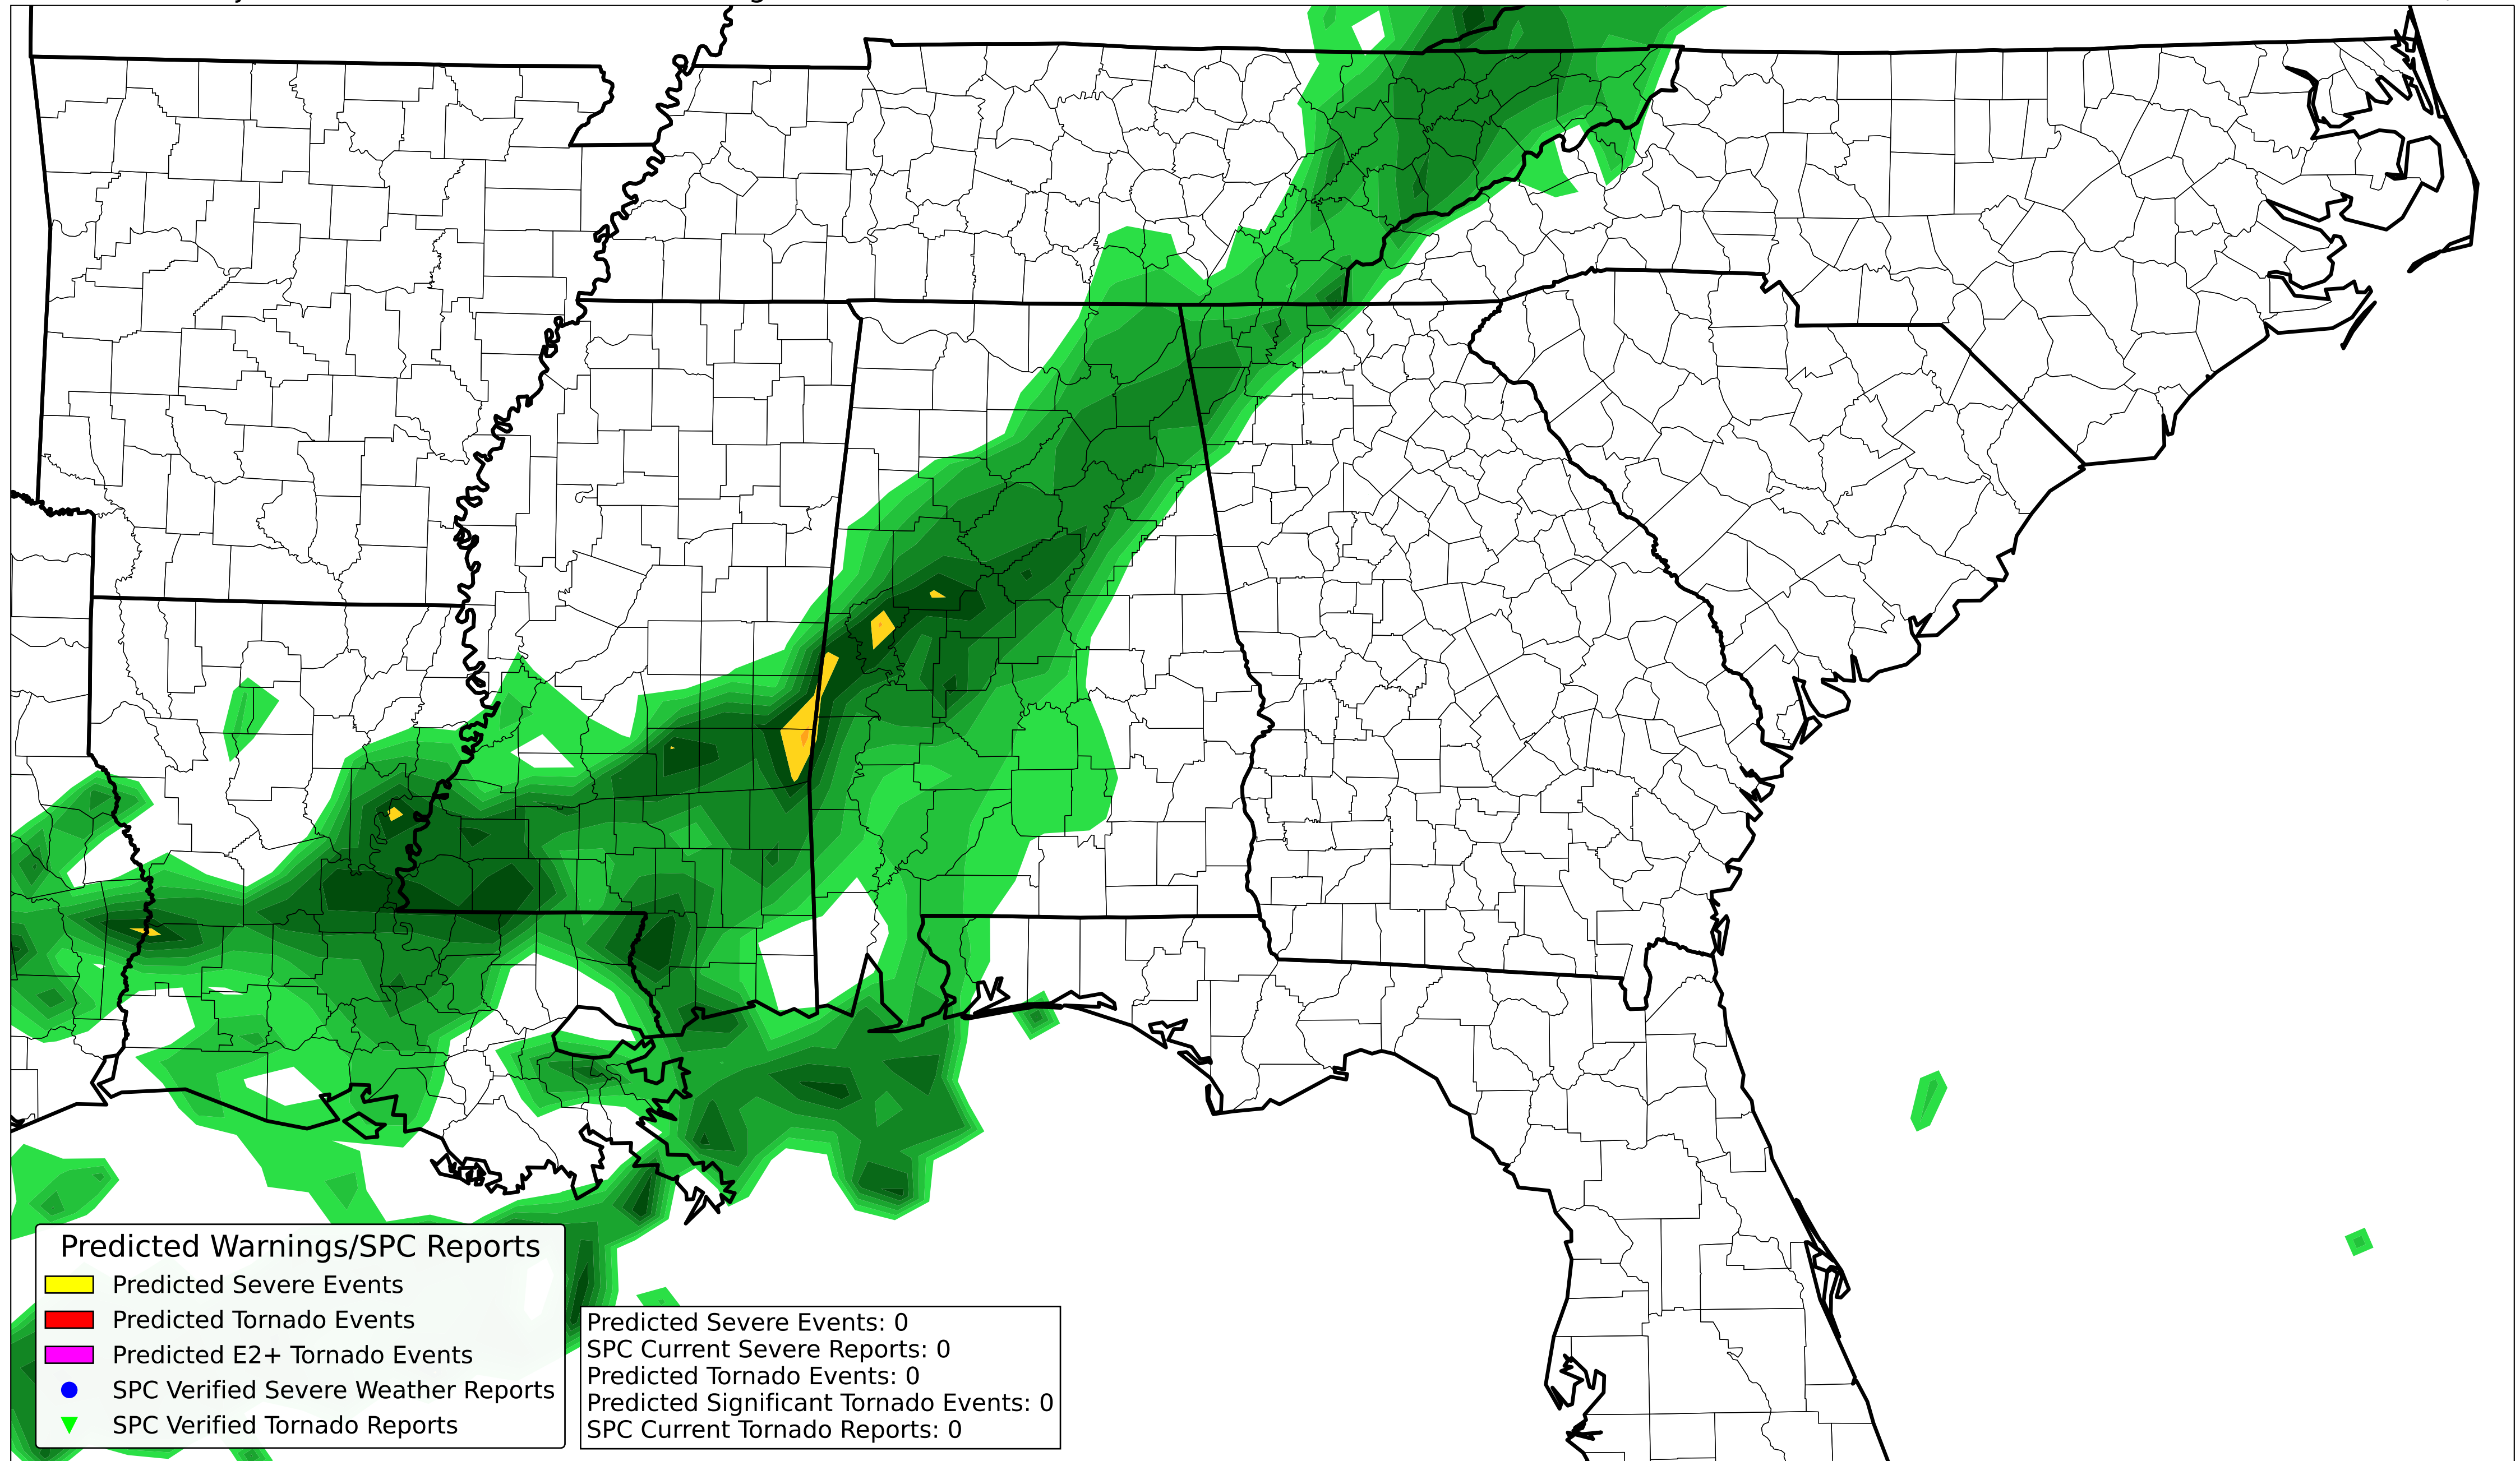 Predicted Warnings/SPC Reports
Predicted Severe Events
Predicted Tornado Events
Predicted E2+ Tornado Events
SPC Verified Severe Weather Reports
SPC Verified Tornado Reports
Predicted Severe Events: 0
SPC Current Severe Reports: 0
Predicted Tornado Events: 0
Predicted Significant Tornado Events: 0
SPC Current Tornado Reports: 0